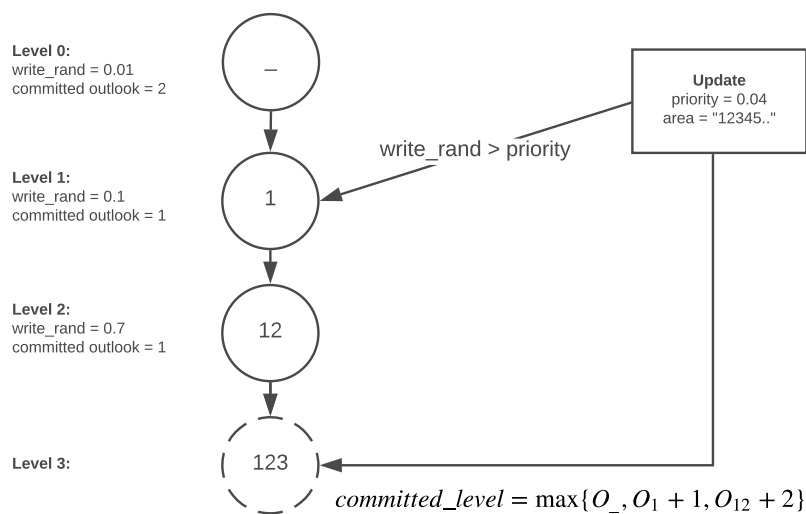 Level 0:
write_rand = 0.01
committed outlook = 2
_
Update
priority = 0.04
area = "12345.."
write_rand > priority
Level 1:
write_rand = 0.1
committed outlook = 1
1
Level 2:
write_rand = 0.7
committed outlook = 1
12
Level 3:
123
committed_level = max{O_, O₁ + 1, O₁₂ + 2}